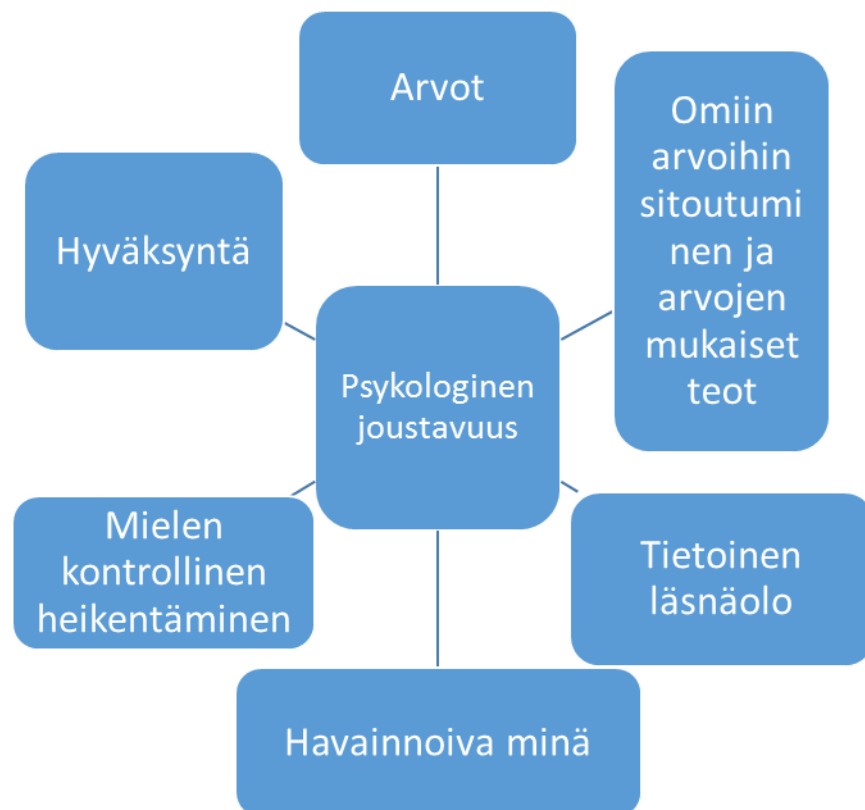 Arvot
Omiin
arvoihin
sitoutumi
nen ja
arvojen
mukaiset
teot
Hyväksyntä
Psykologinen
joustavuus
Mielen
kontrollinen
heikentäminen
Tietoinen
läsnäolo
Havainnoiva minä